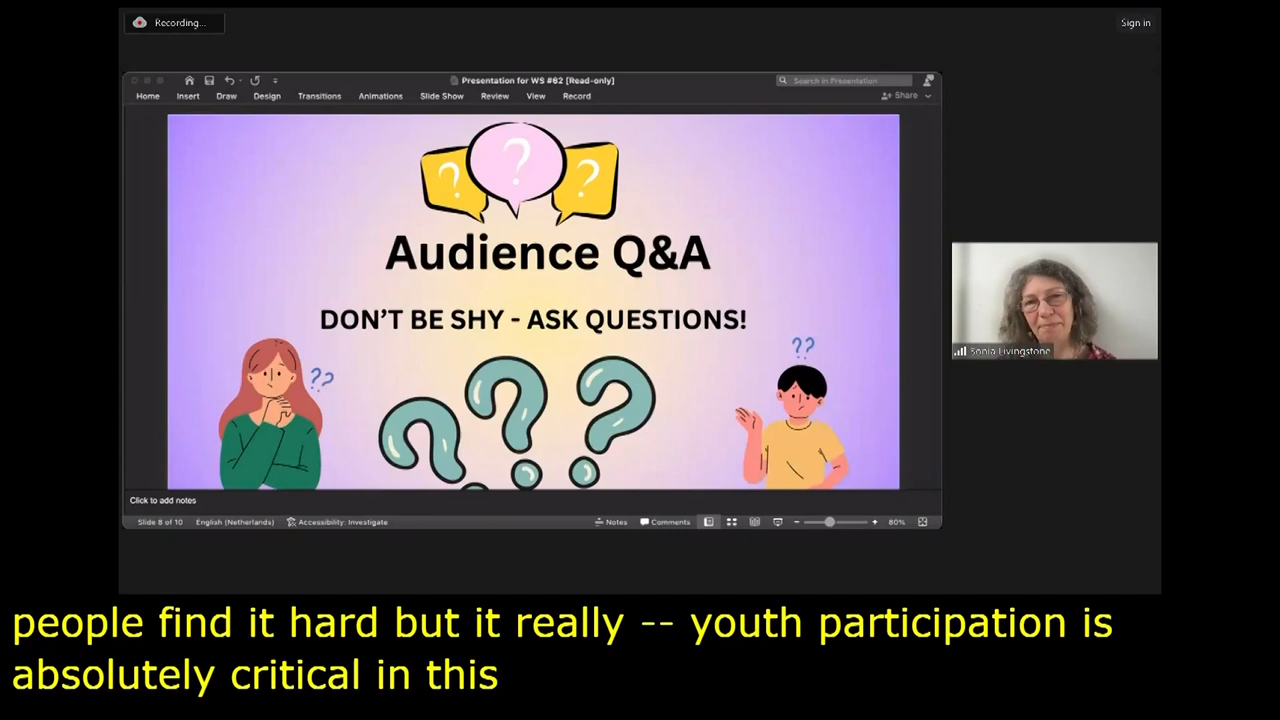 Recording...
Sign in
Presentation for WS #62 [Read-only]
Search in Presentation
Home Insert Draw Design Transitions Animations Slide Show Review View Record
Share
? ? ?
Audience Q&A
DON'T BE SHY - ASK QUESTIONS!
??
??
? ? ?
Sonia Livingstone
Click to add notes
Slide 8 of 10 English (Netherlands) Accessibility: Investigate Notes Comments 80%
people find it hard but it really -- youth participation is
absolutely critical in this